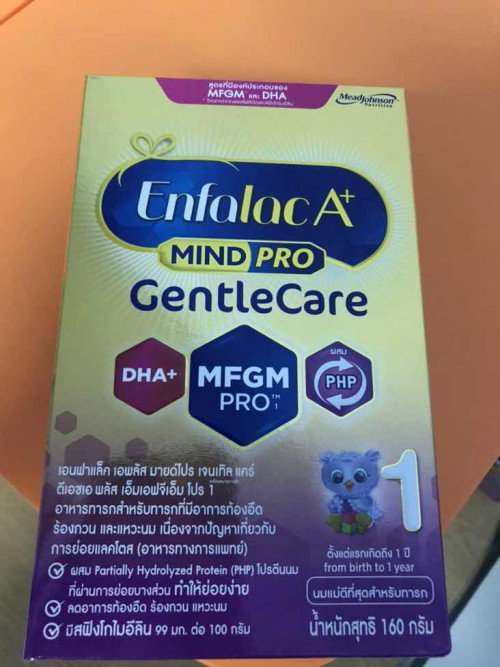 สูตรที่มีองค์ประกอบของ
MFGM และ DHA
Meadjohnson
Nutrition
Enfalac A+
MIND PRO
GentleCare
DHA+
MFGM
PRO™
1
ผสม
PHP
เอนฟาแล็ค เอพลัส มายด์โปร เจนเทิล แคร์
ดีเอชเอ พลัส เอ็มเอฟจีเอ็ม โปร 1
อาหารทารกสำหรับทารกที่มีอาการท้องอืด
ร้องกวน และแหวะนม เนื่องจากปัญหาเกี่ยวกับ
การย่อยแลคโตส (อาหารทางการแพทย์)
ผสม Partially Hydrolyzed Protein (PHP) โปรตีนนม
ที่ผ่านการย่อยบางส่วน ทำให้ย่อยง่าย
ลดอาการท้องอืด ร้องกวน แหวะนม
มีสฟิงโกไมอีลิน 99 มก. ต่อ 100 กรัม
1
ตั้งแต่แรกเกิดถึง 1 ปี
from birth to 1 year
นมแม่ดีที่สุดสำหรับทารก
น้ำหนักสุทธิ 160 กรัม